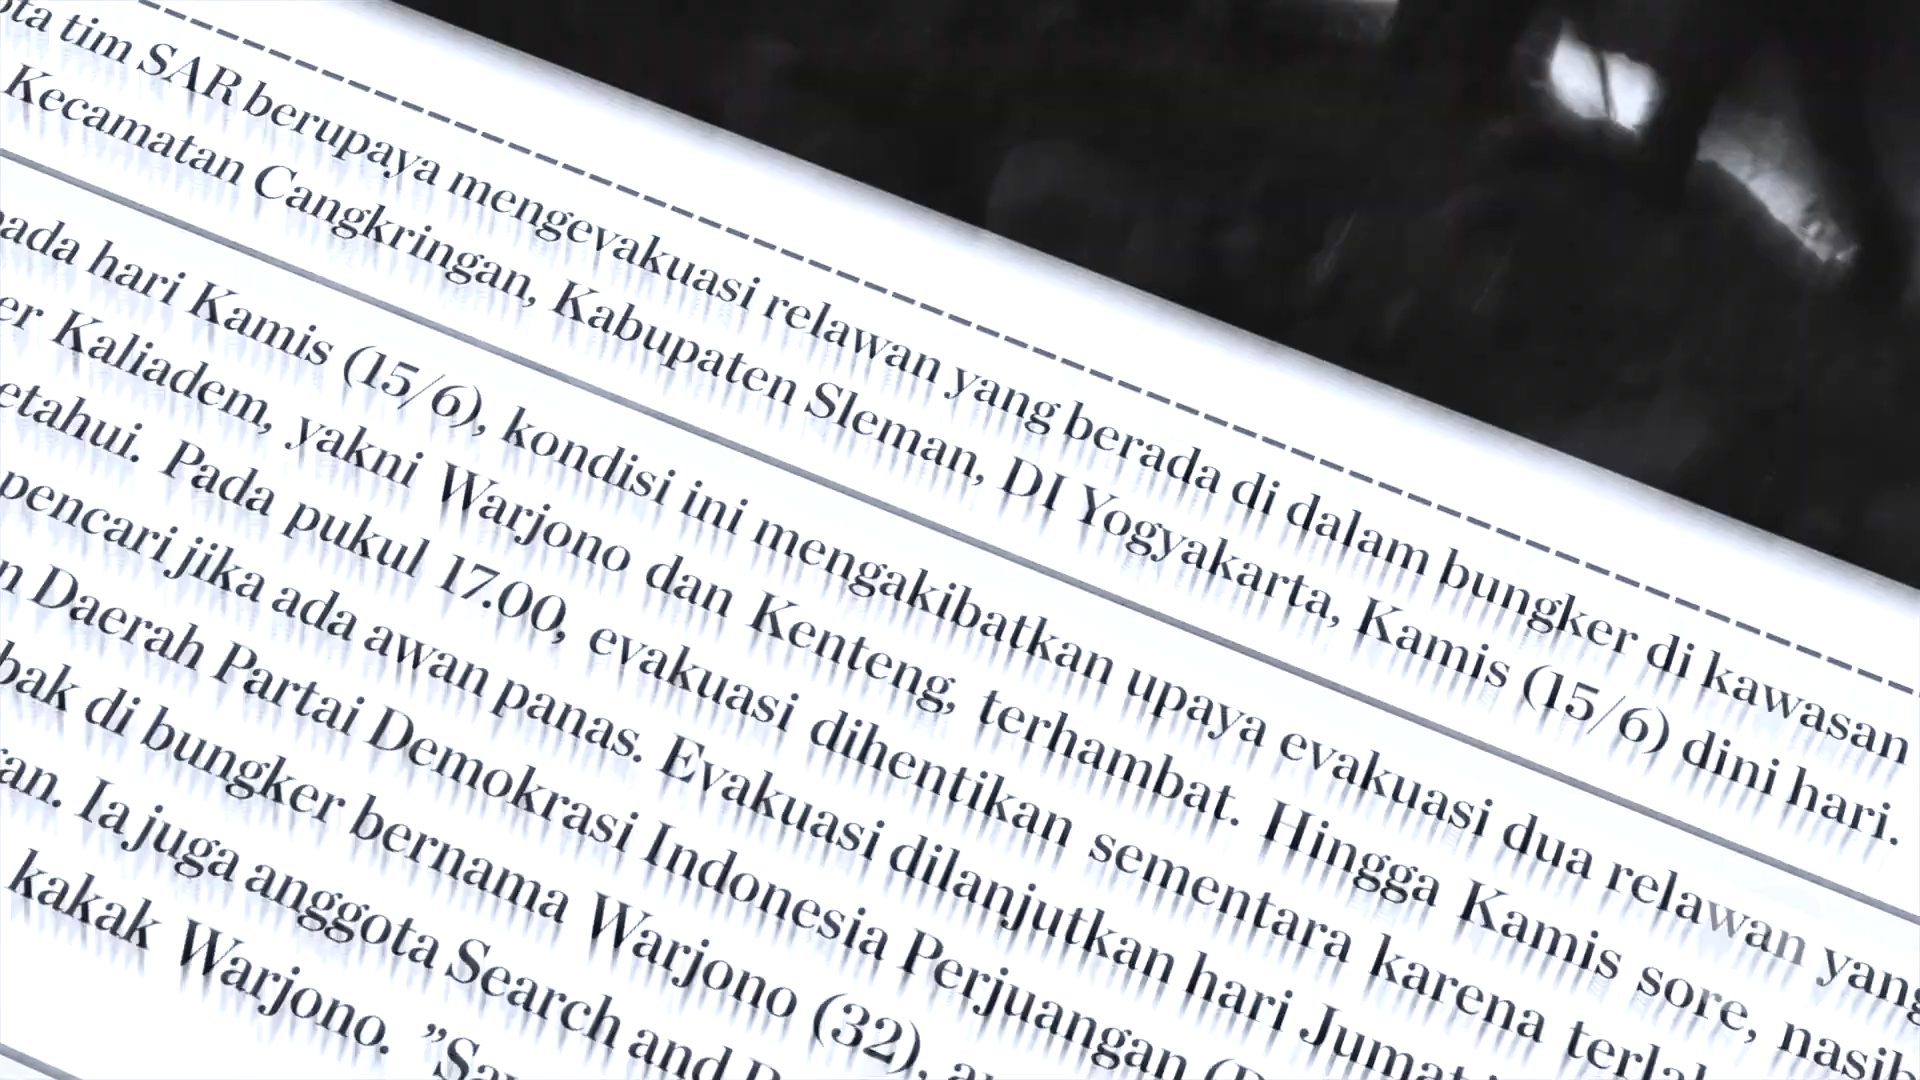 ota tim SAR berupaya mengevakuasi relawan yang berada di dalam bungker di kawasan
Kecamatan Cangkringan, Kabupaten Sleman, DI Yogyakarta, Kamis (15/6) dini hari.
pada hari Kamis (15/6), kondisi ini mengakibatkan upaya evakuasi dua relawan yang
er Kaliadem, yakni Warjono dan Kenteng, terhambat. Hingga Kamis sore, nasib
etahui. Pada pukul 17.00, evakuasi dihentikan sementara karena
pencari jika ada awan panas. Evakuasi dilanjutkan hari Jumat
n Daerah Partai Demokrasi Indonesia Perjuangan
bak di bungker bernama Warjono (32),
an. Ia juga anggota Search and
kakak Warjono. ”Say